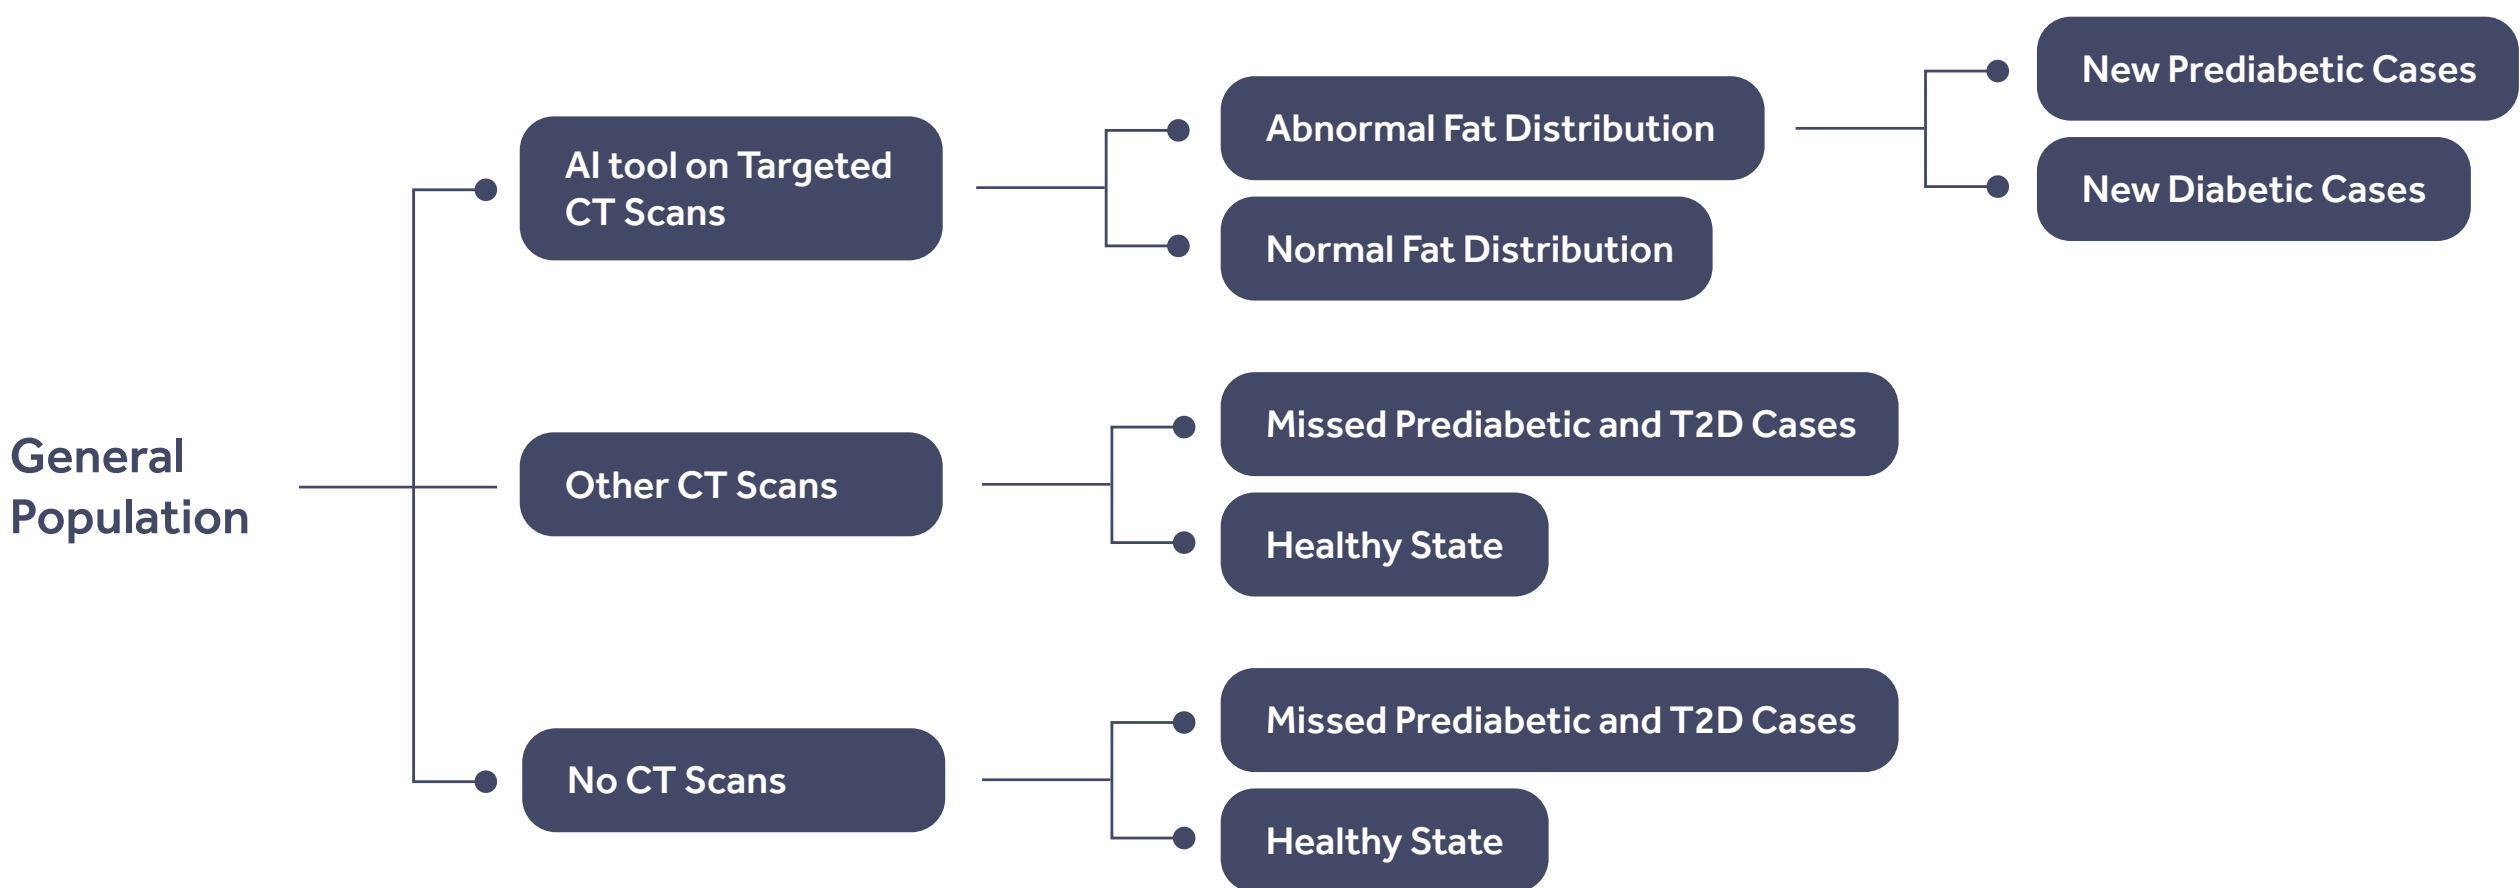 General
Population
AI tool on Targeted
CT Scans
Abnormal Fat Distribution
Normal Fat Distribution
New Prediabetic Cases
New Diabetic Cases
Other CT Scans
Missed Prediabetic and T2D Cases
Healthy State
No CT Scans
Missed Prediabetic and T2D Cases
Healthy State